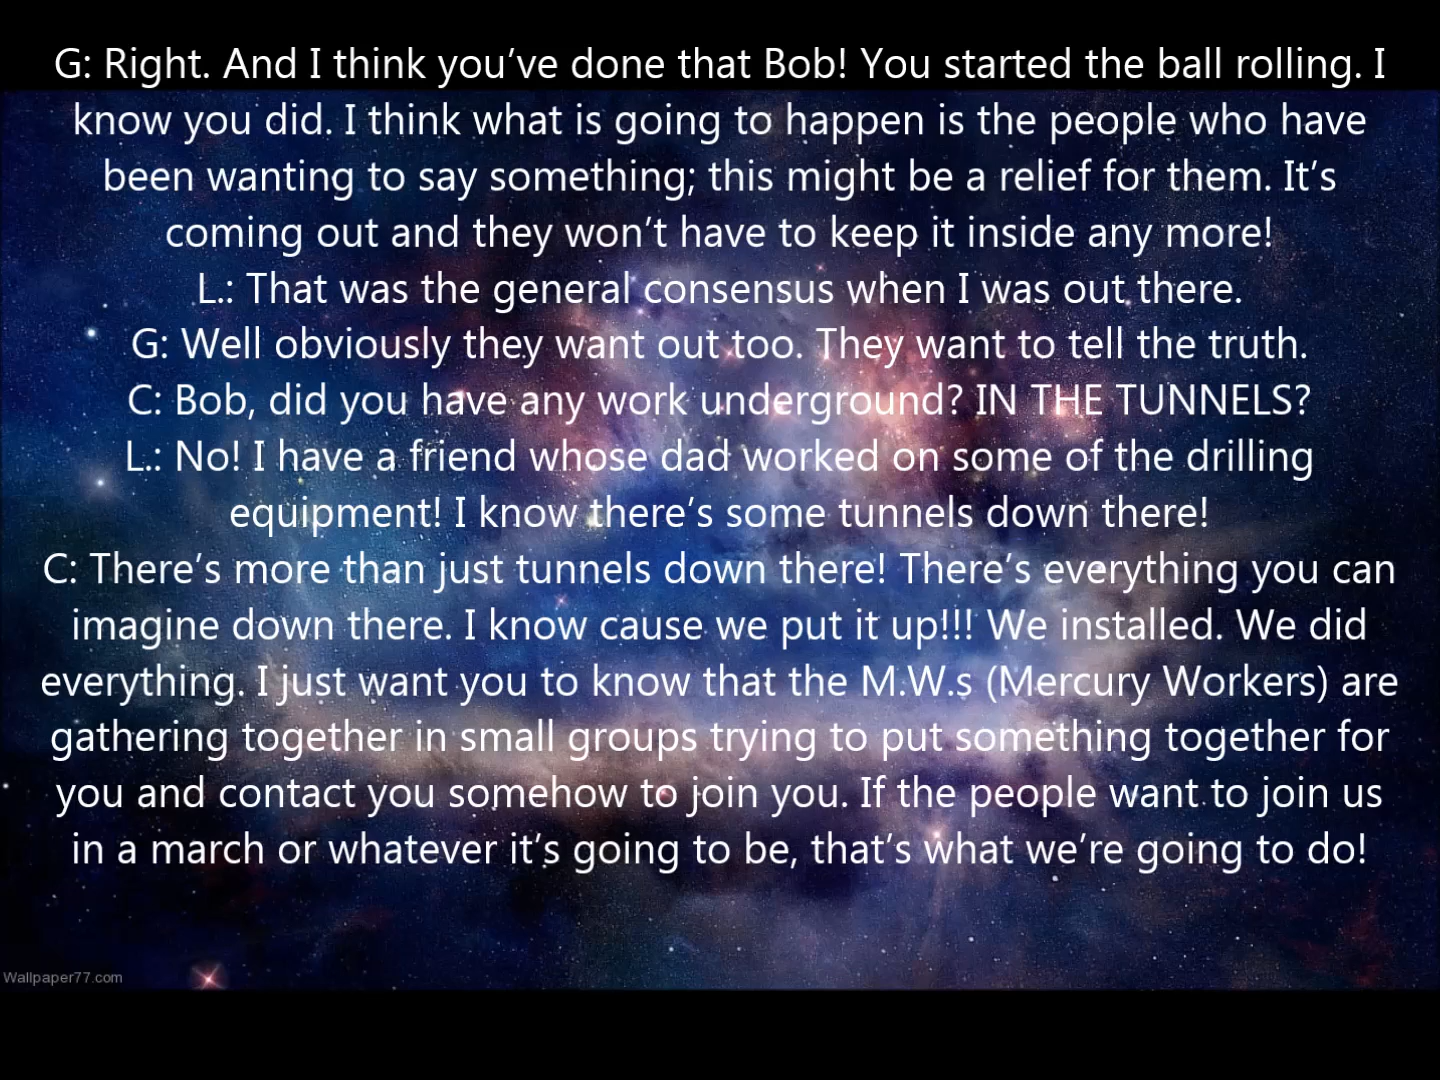 G: Right. And I think you’ve done that Bob! You started the ball rolling. I
know you did. I think what is going to happen is the people who have
been wanting to say something; this might be a relief for them. It’s
coming out and they won’t have to keep it inside any more!
L.: That was the general consensus when I was out there.
G: Well obviously they want out too. They want to tell the truth.
C: Bob, did you have any work underground? IN THE TUNNELS?
L.: No! I have a friend whose dad worked on some of the drilling
equipment! I know there’s some tunnels down there!
C: There’s more than just tunnels down there! There’s everything you can
imagine down there. I know cause we put it up!!! We installed. We did
everything. I just want you to know that the M.W.s (Mercury Workers) are
gathering together in small groups trying to put something together for
you and contact you somehow to join you. If the people want to join us
in a march or whatever it’s going to be, that’s what we’re going to do!
Wallpaper77.com